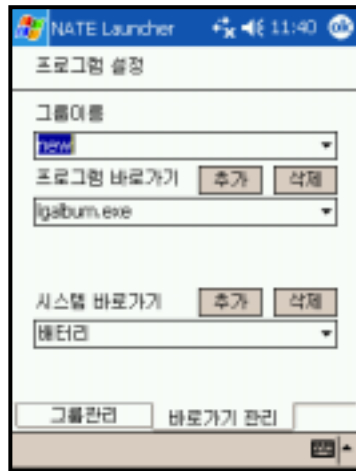 NATE Launcher 11:40 ok
프로그램 설정
그룹이름
new
프로그램 바로가기 추가 삭제
lgalbum.exe
시스템 바로가기 추가 삭제
배터리
그룹관리 바로가기 관리